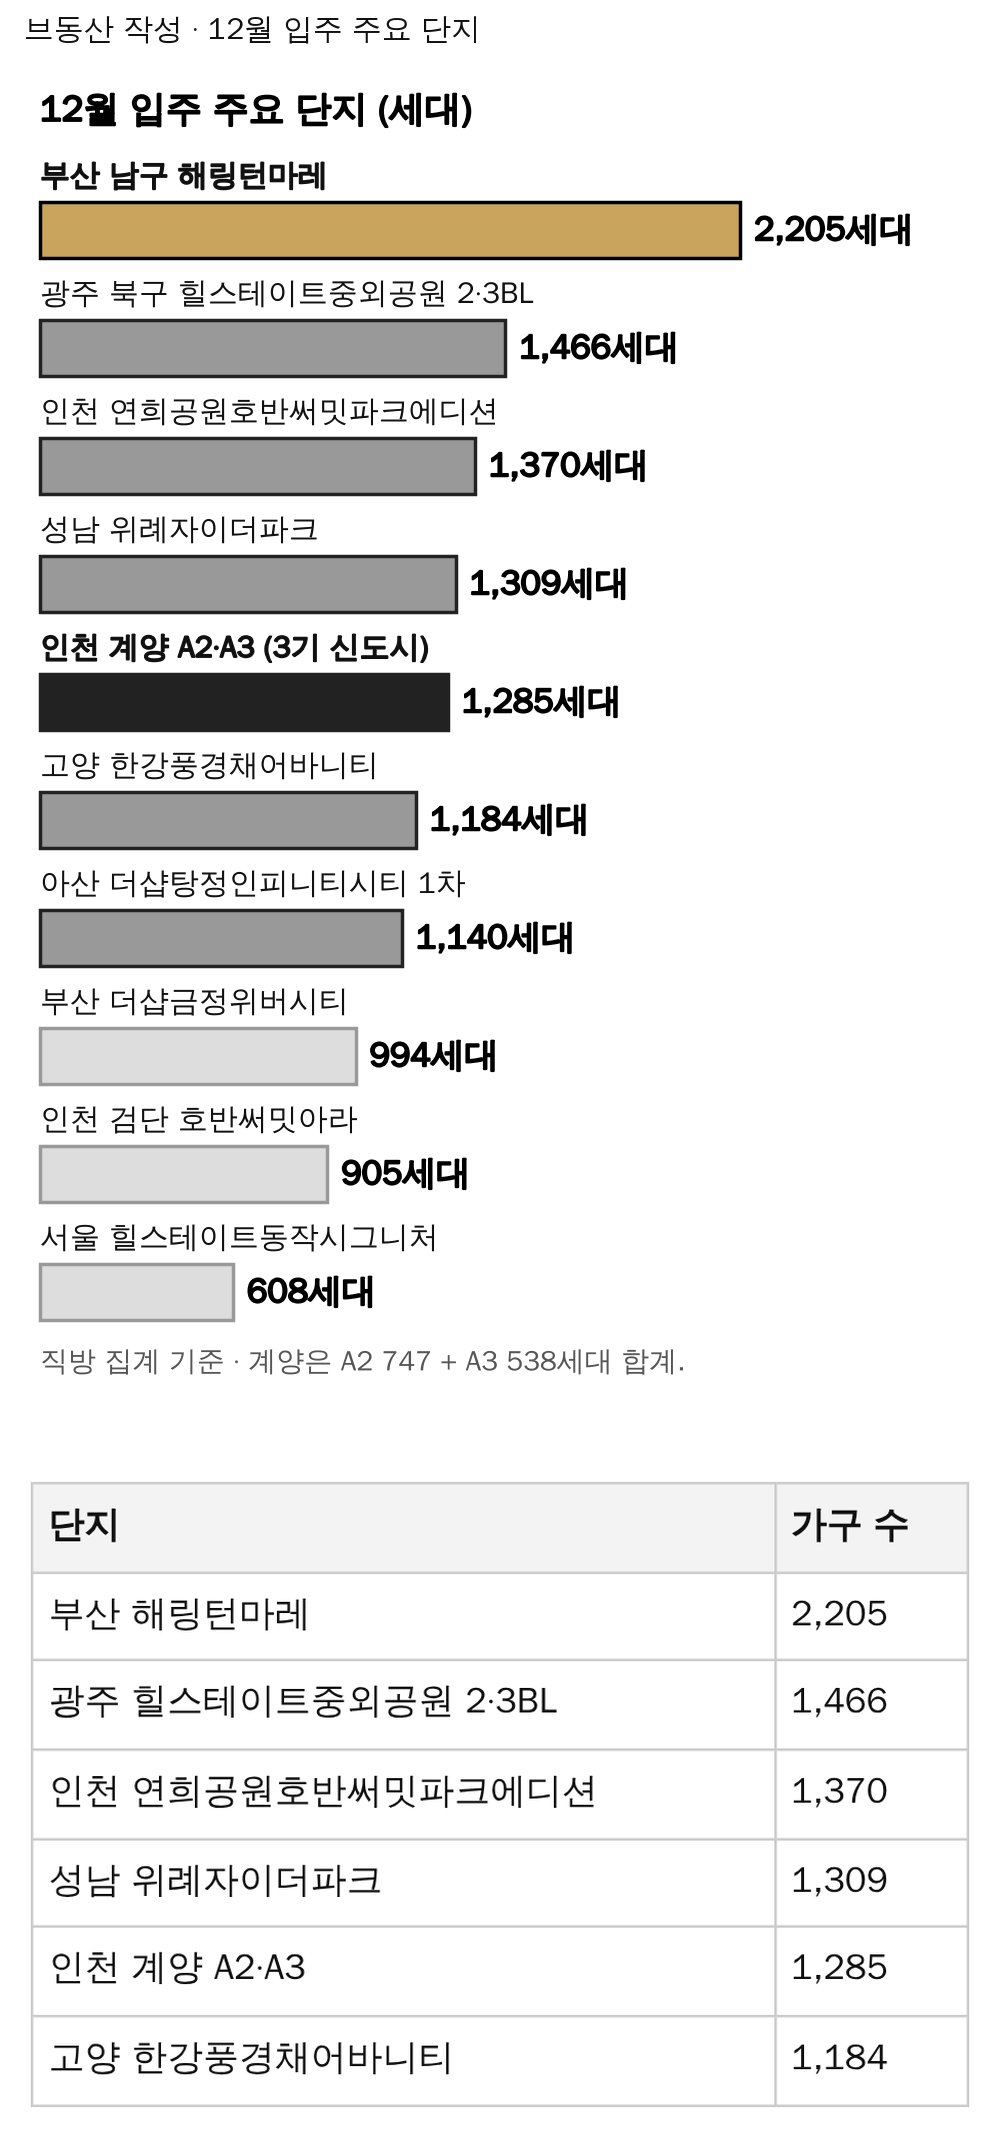 브동산 작성 · 12월 입주 주요 단지
12월 입주 주요 단지 (세대)
부산 남구 해링턴마레
2,205세대
광주 북구 힐스테이트중외공원 2·3BL
1,466세대
인천 연희공원호반써밋파크에디션
1,370세대
성남 위례자이더파크
1,309세대
인천 계양 A2·A3 (3기 신도시)
1,285세대
고양 한강풍경채어바니티
1,184세대
아산 더샵탕정인피니티시티 1차
1,140세대
부산 더샵금정위버시티
994세대
인천 검단 호반써밋아라
905세대
서울 힐스테이트동작시그니처
608세대
직방 집계 기준 · 계양은 A2 747 + A3 538세대 합계.
단지 가구 수
부산 해링턴마레 2,205
광주 힐스테이트중외공원 2·3BL 1,466
인천 연희공원호반써밋파크에디션 1,370
성남 위례자이더파크 1,309
인천 계양 A2·A3 1,285
고양 한강풍경채어바니티 1,184